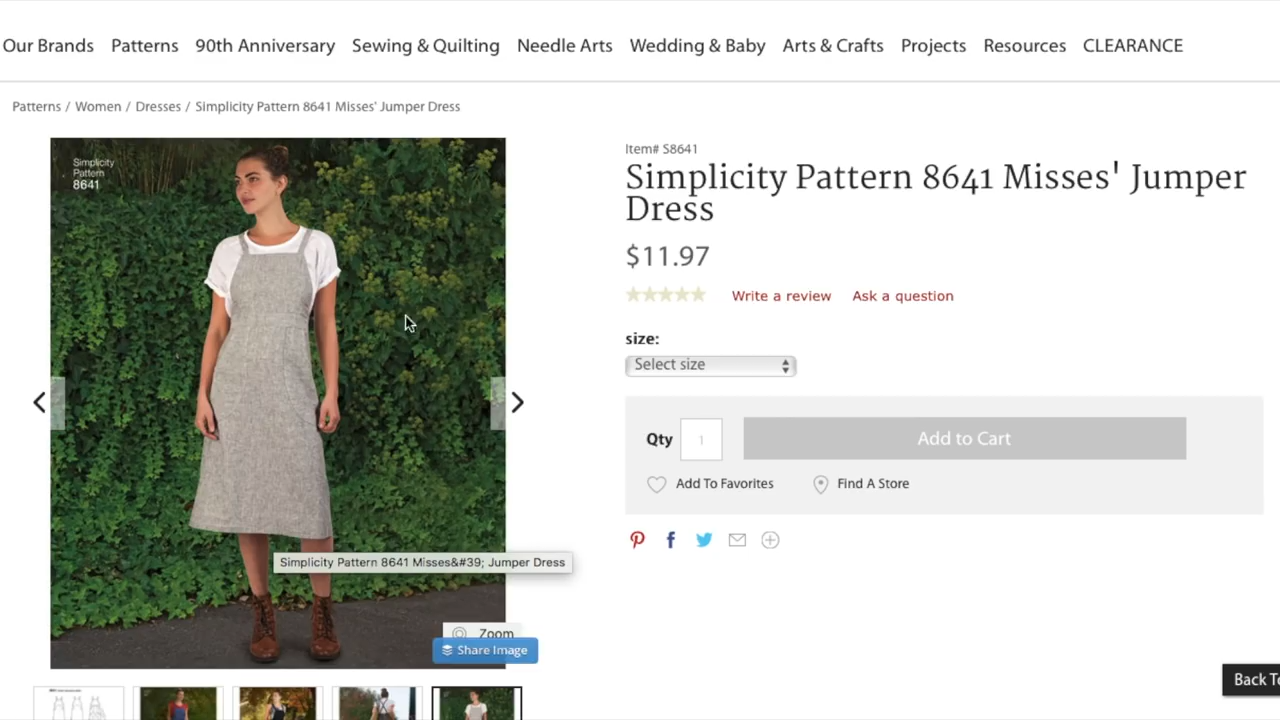 Our Brands Patterns 90th Anniversary Sewing & Quilting Needle Arts Wedding & Baby Arts & Crafts Projects Resources CLEARANCE
Patterns / Women / Dresses / Simplicity Pattern 8641 Misses' Jumper Dress
Simplicity
Pattern
8641
Item# S8641
Simplicity Pattern 8641 Misses' Jumper
Dress
$11.97
Write a review Ask a question
size:
Select size
Qty 1 Add to Cart
Add To Favorites Find A Store
Simplicity Pattern 8641 Misses&#39; Jumper Dress
Zoom
Share Image
Back